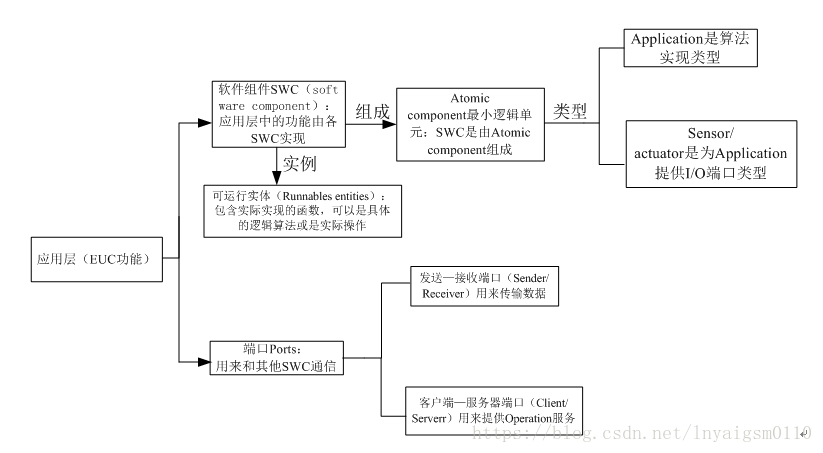 Application是算法
实现类型
软件组件SWC（soft
ware component）：
应用层中的功能由各
SWC实现
组成
Atomic
component最小逻辑单
元：SWC是由Atomic
component组成
类型
Sensor/
actuator是为Application
提供I/O端口类型
实例
可运行实体（Runnables entities）：
包含实际实现的函数，可以是具体
的逻辑算法或是实际操作
应用层（EUC功能）
发送—接收端口（Sender/
Receiver）用来传输数据
端口Ports：
用来和其他SWC通信
客户端—服务器端口（Client/
Serverr）用来提供Operation服务
https://blog.csdn.net/lnyaigsm0110